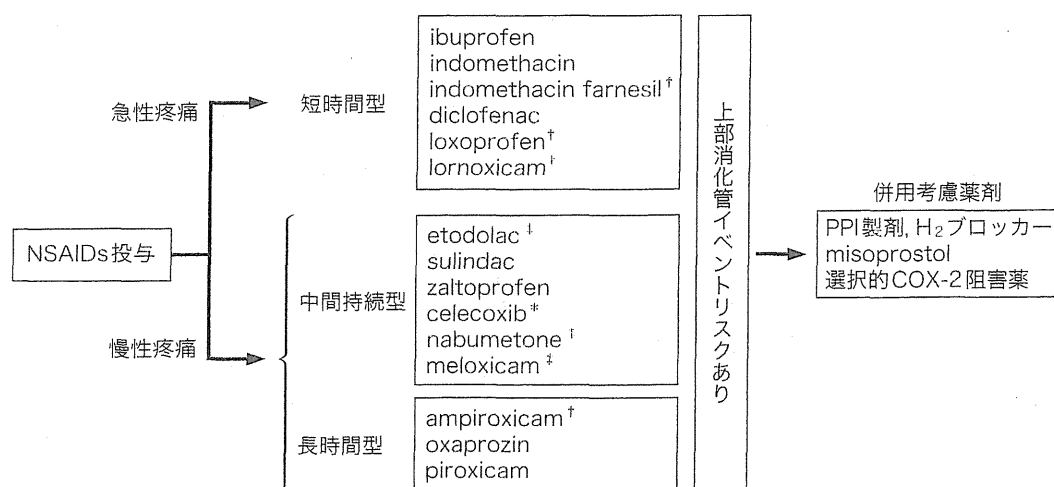 NSAIDs投与
急性疼痛
慢性疼痛
短時間型
ibuprofen
indomethacin
indomethacin farnesil†
diclofenac
loxoprofen†
lornoxicam†
中間持続型
etodolac‡
sulindac
zaltoprofen
celecoxib*
nabumetone†
meloxicam‡
長時間型
ampiroxicam†
oxaprozin
piroxicam
上部消化管イベントリスクあり
併用考慮薬剤
PPI製剤, H₂ブロッカー
misoprostol
選択的COX-2阻害薬